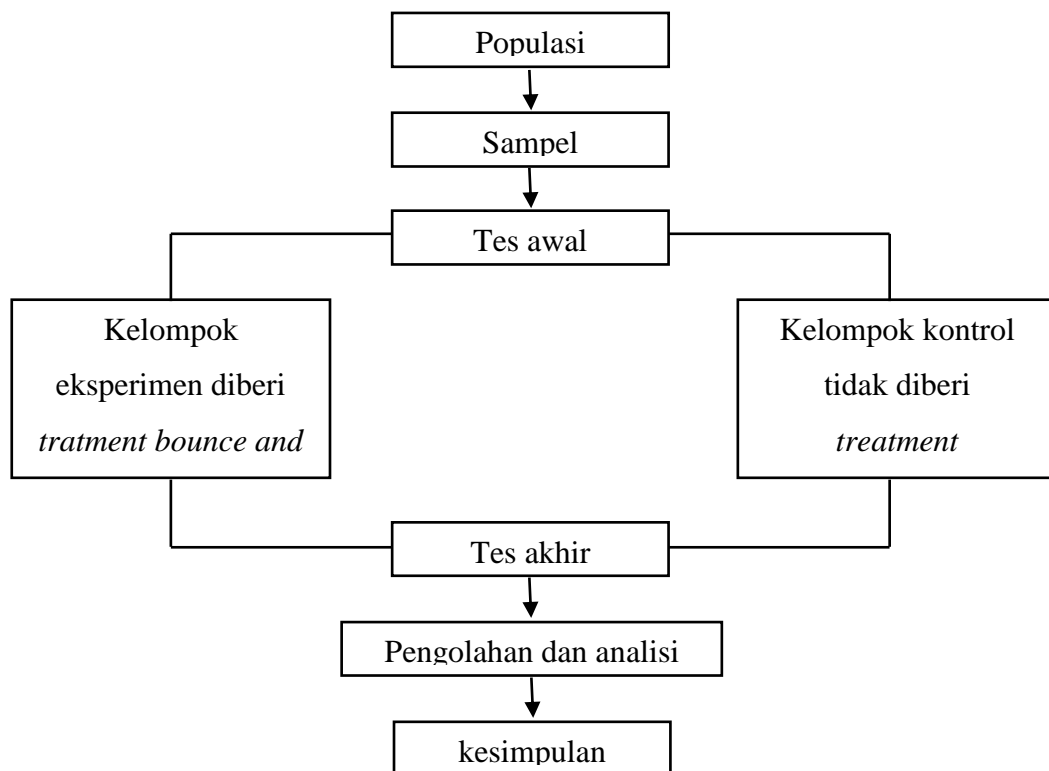 Populasi
Sampel
Tes awal
Kelompok
eksperimen diberi
tratment bounce and
Kelompok kontrol
tidak diberi
treatment
Tes akhir
Pengolahan dan analisi
kesimpulan